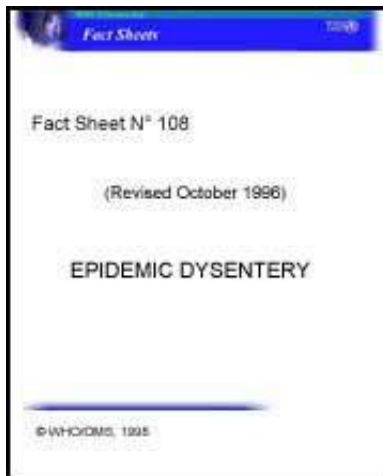 Fact Sheets
Fact Sheet N° 108
(Revised October 1996)
EPIDEMIC DYSENTERY
© WHO/OMS, 1998